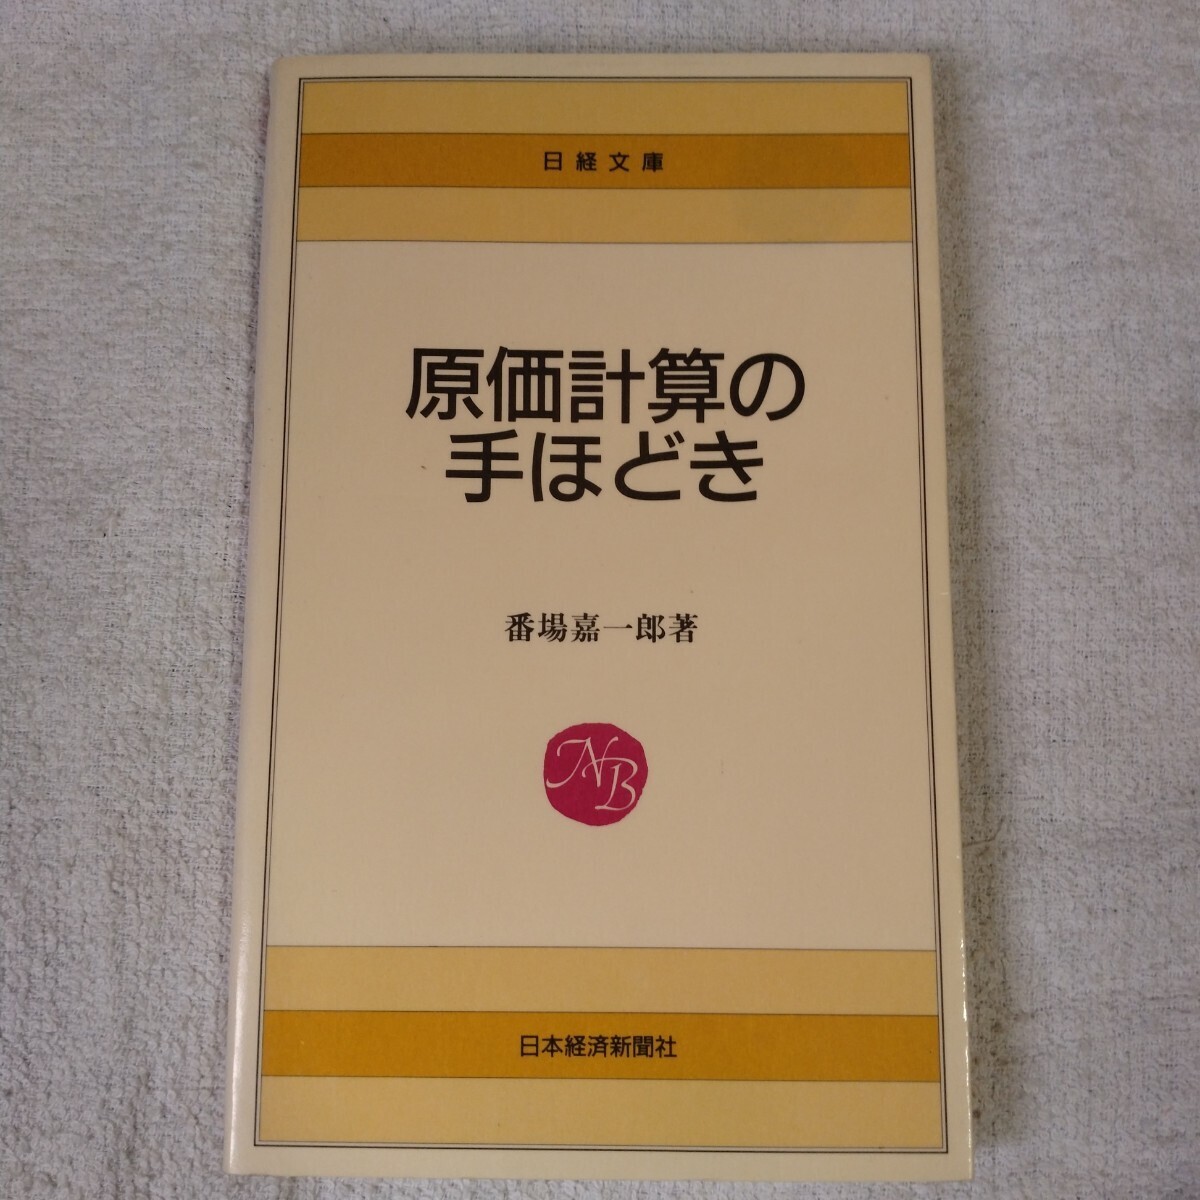 日経文庫
原価計算の
手ほどき
番場嘉一郎著
NB
日本経済新聞社